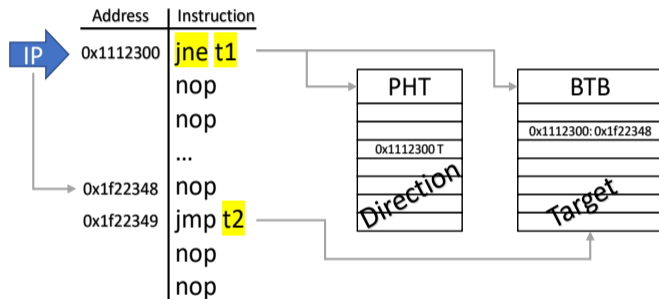 Address Instruction
IP 0x1112300 jne t1
nop PHT BTB
nop 0x1112300: 0x1f22348
... 0x1112300 T
0x1f22348 nop Direction Target
0x1f22349 jmp t2
nop
nop